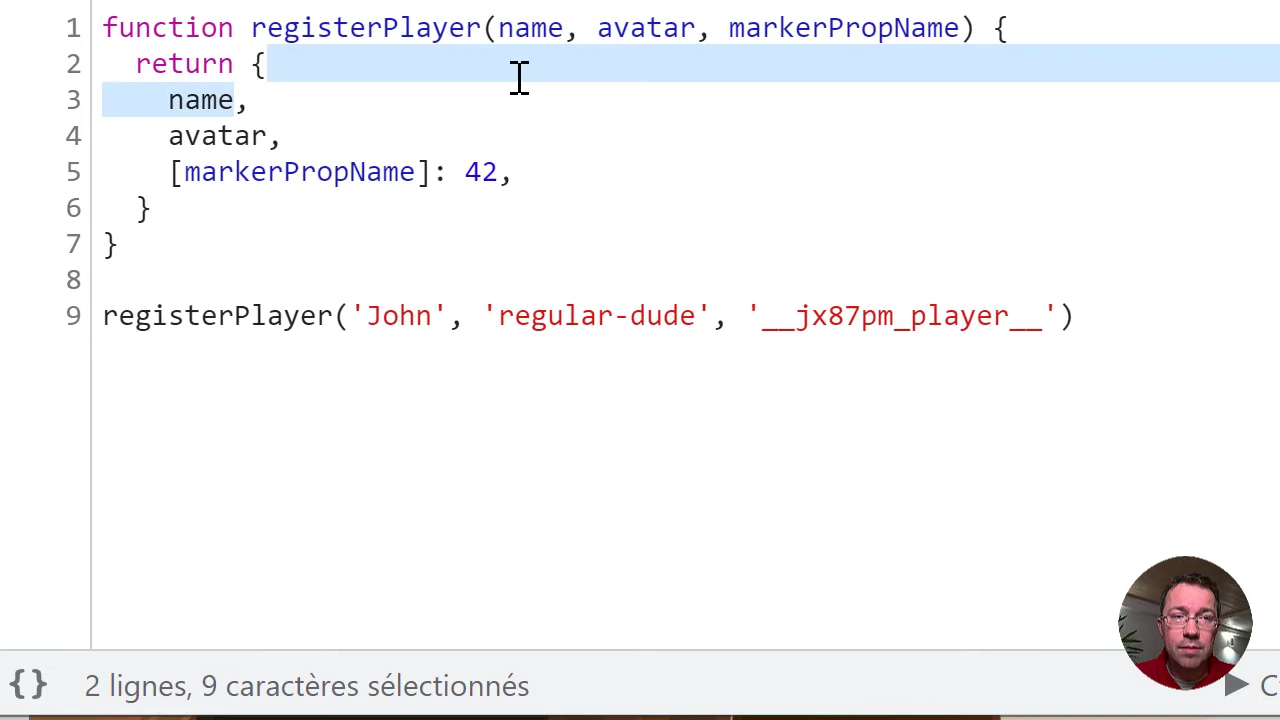 1 function registerPlayer(name, avatar, markerPropName) {
2   return {
3     name,
4     avatar,
5     [markerPropName]: 42,
6   }
7 }
8
9 registerPlayer('John', 'regular-dude', '__jx87pm_player__')
{} 2 lignes, 9 caractères sélectionnés